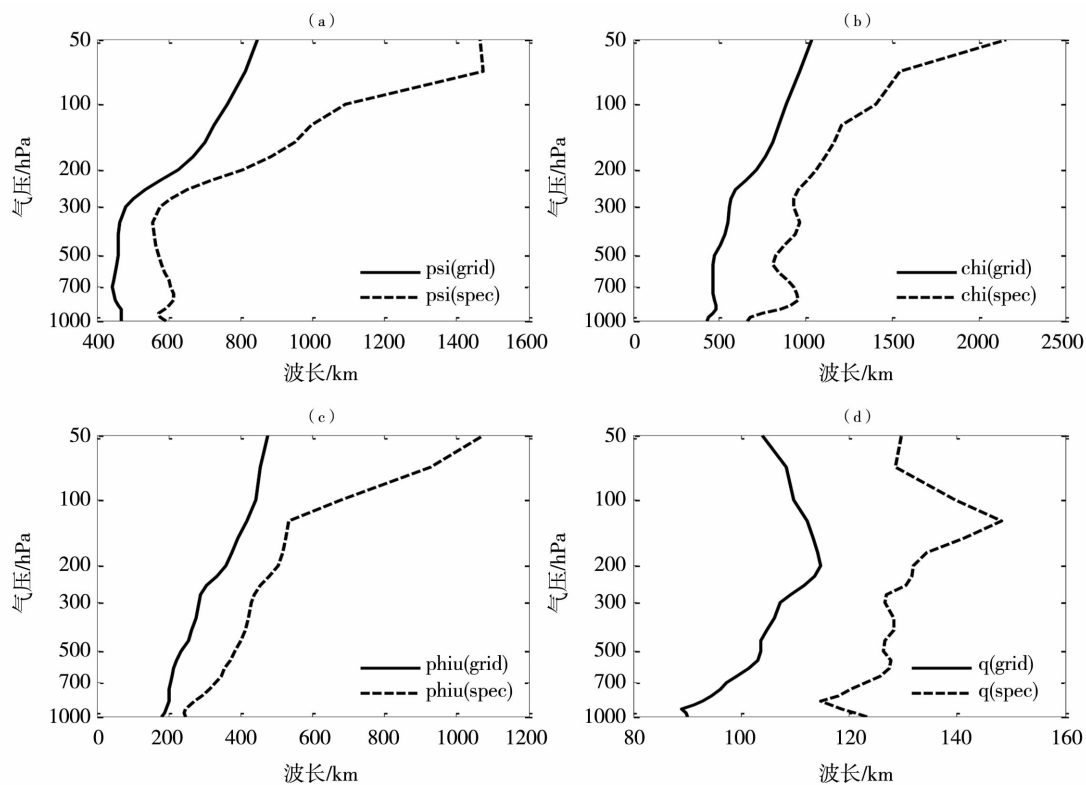 （a）
50
100
200
300
500
700
1000
气压/hPa
psi(grid)
psi(spec)
400 600 800 1000 1200 1400 1600
波长/km
（b）
50
100
200
300
500
700
1000
气压/hPa
chi(grid)
chi(spec)
0 500 1000 1500 2000 2500
波长/km
（c）
50
100
200
300
500
700
1000
气压/hPa
phiu(grid)
phiu(spec)
0 200 400 600 800 1000 1200
波长/km
（d）
50
100
200
300
500
700
1000
气压/hPa
q(grid)
q(spec)
80 100 120 140 160
波长/km